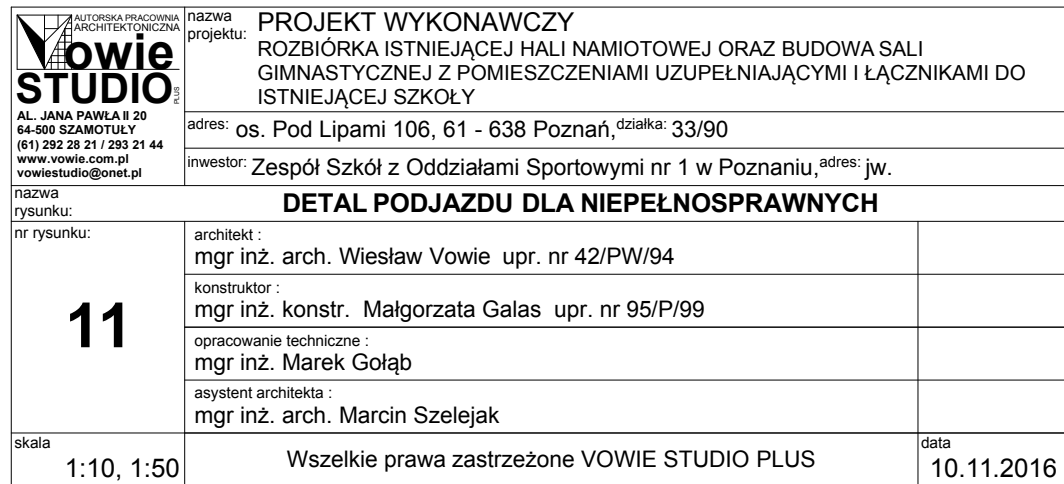 AUTORSKA PRACOWNIA
ARCHITEKTONICZNA
Vowie
STUDIO PLUS
AL. JANA PAWŁA II 20
64-500 SZAMOTUŁY
(61) 292 28 21 / 293 21 44
www.vowie.com.pl
vowiestudio@onet.pl
nazwa projektu: PROJEKT WYKONAWCZY
ROZBIÓRKA ISTNIEJĄCEJ HALI NAMIOTOWEJ ORAZ BUDOWA SALI
GIMNASTYCZNEJ Z POMIESZCZENIAMI UZUPEŁNIAJĄCYMI I ŁĄCZNIKAMI DO
ISTNIEJĄCEJ SZKOŁY
adres: os. Pod Lipami 106, 61 - 638 Poznań, działka: 33/90
inwestor: Zespół Szkół z Oddziałami Sportowymi nr 1 w Poznaniu, adres: jw.
nazwa
rysunku:
DETAL PODJAZDU DLA NIEPEŁNOSPRAWNYCH
nr rysunku:
11
architekt :
mgr inż. arch. Wiesław Vowie upr. nr 42/PW/94
konstruktor :
mgr inż. konstr. Małgorzata Galas upr. nr 95/P/99
opracowanie techniczne :
mgr inż. Marek Gołąb
asystent architekta :
mgr inż. arch. Marcin Szelejak
skala
1:10, 1:50
Wszelkie prawa zastrzeżone VOWIE STUDIO PLUS
data
10.11.2016